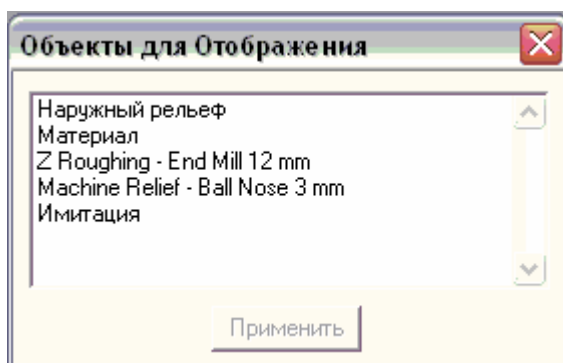 Объекты для Отображения
Наружный рельеф
Материал
Z Roughing - End Mill 12 mm
Machine Relief - Ball Nose 3 mm
Имитация
Применить